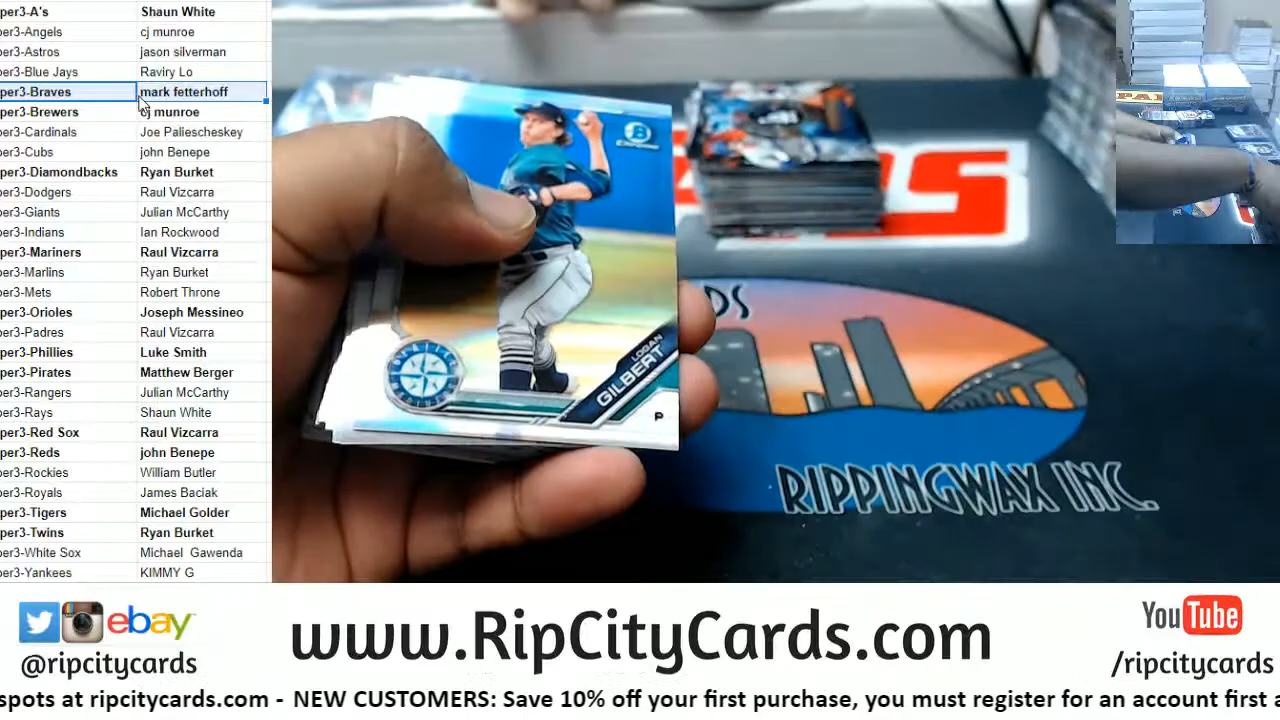 per3-A's Shaun White
per3-Angels cj munroe
per3-Astros jason silverman
per3-Blue Jays Raviry Lo
per3-Braves mark fetterhoff
per3-Brewers cj munroe
per3-Cardinals Joe Paliescheskey
per3-Cubs john Benepe
per3-Diamondbacks Ryan Burket
per3-Dodgers Raul Vizcarra
per3-Giants Julian McCarthy
per3-Indians Ian Rockwood
per3-Mariners Raul Vizcarra
per3-Marlins Ryan Burket
per3-Mets Robert Throne
per3-Orioles Joseph Messineo
per3-Padres Raul Vizcarra
per3-Phillies Luke Smith
per3-Pirates Matthew Berger
per3-Rangers Julian McCarthy
per3-Rays Shaun White
per3-Red Sox Raul Vizcarra
per3-Reds john Benepe
per3-Rockies William Butler
per3-Royals James Baciak
per3-Tigers Michael Golder
per3-Twins Ryan Burket
per3-White Sox Michael Gawenda
per3-Yankees KIMMY G
LOGAN
GILBERT
P
DS
RIPPINGWAX INC.
ebay
@ripcitycards
www.RipCityCards.com
YouTube
/ripcitycards
spots at ripcitycards.com - NEW CUSTOMERS: Save 10% off your first purchase, you must register for an account first a